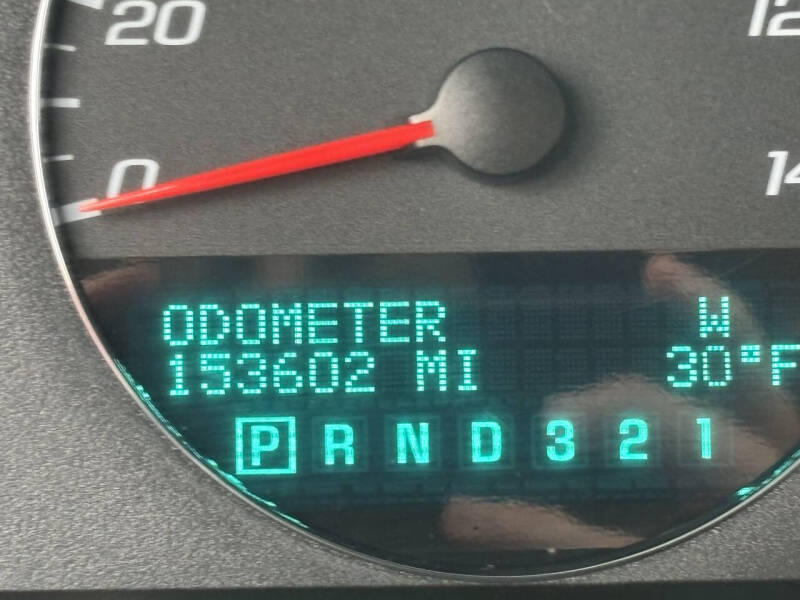 20
0
ODOMETER W
153602 MI 30°F
P R N D 3 2 1